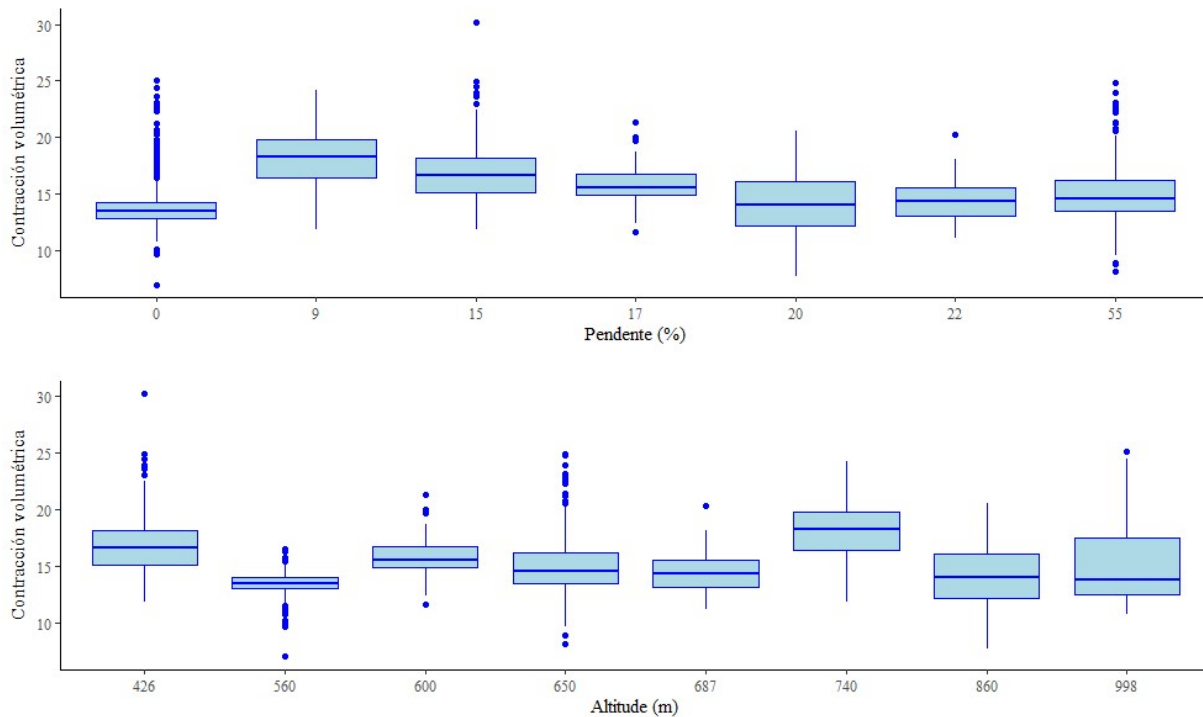 Contracción volumétrica
30
25
20
15
10
0 9 15 17 20 22 55
Pendente (%)
Contracción volumétrica
30
25
20
15
10
426 560 600 650 687 740 860 998
Altitude (m)